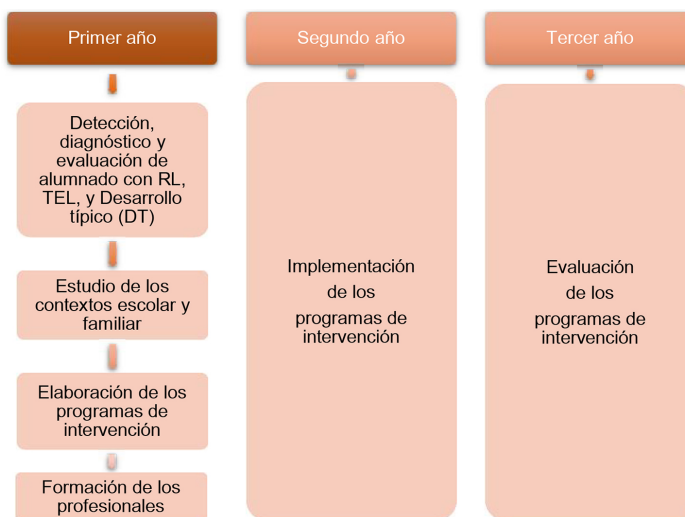 Primer año
Detección,
diagnóstico y
evaluación de
alumnado con RL,
TEL, y Desarrollo
típico (DT)
Estudio de los
contextos escolar y
familiar
Elaboración de los
programas de
intervención
Formación de los
profesionales
Segundo año
Implementación
de los
programas de
intervención
Tercer año
Evaluación
de los
programas de
intervención